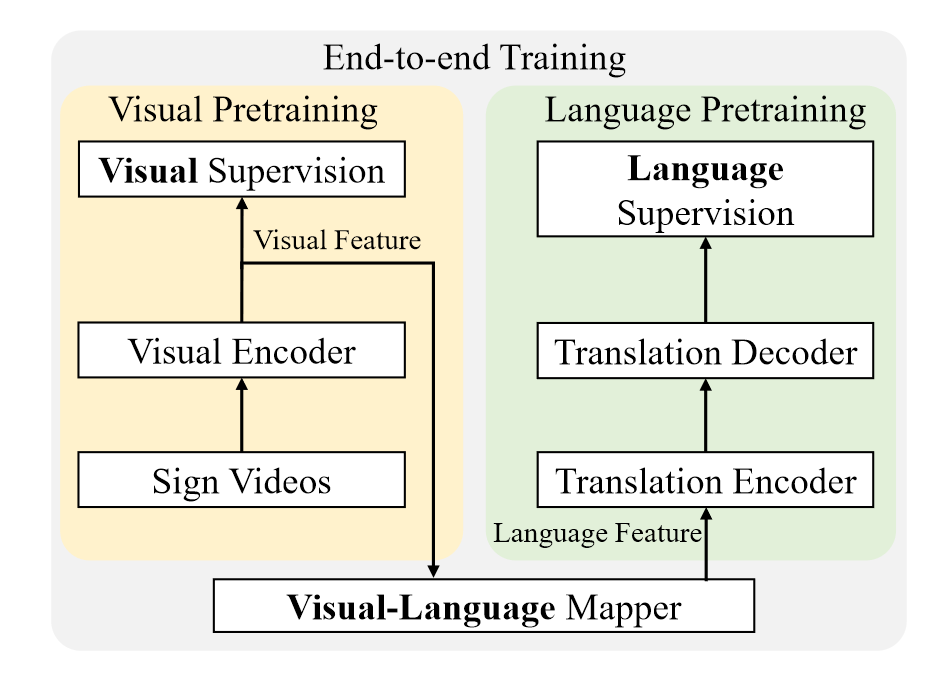 End-to-end Training
Visual Pretraining
Visual Supervision
Visual Feature
Visual Encoder
Sign Videos
Language Pretraining
Language
Supervision
Translation Decoder
Translation Encoder
Language Feature
Visual-Language Mapper